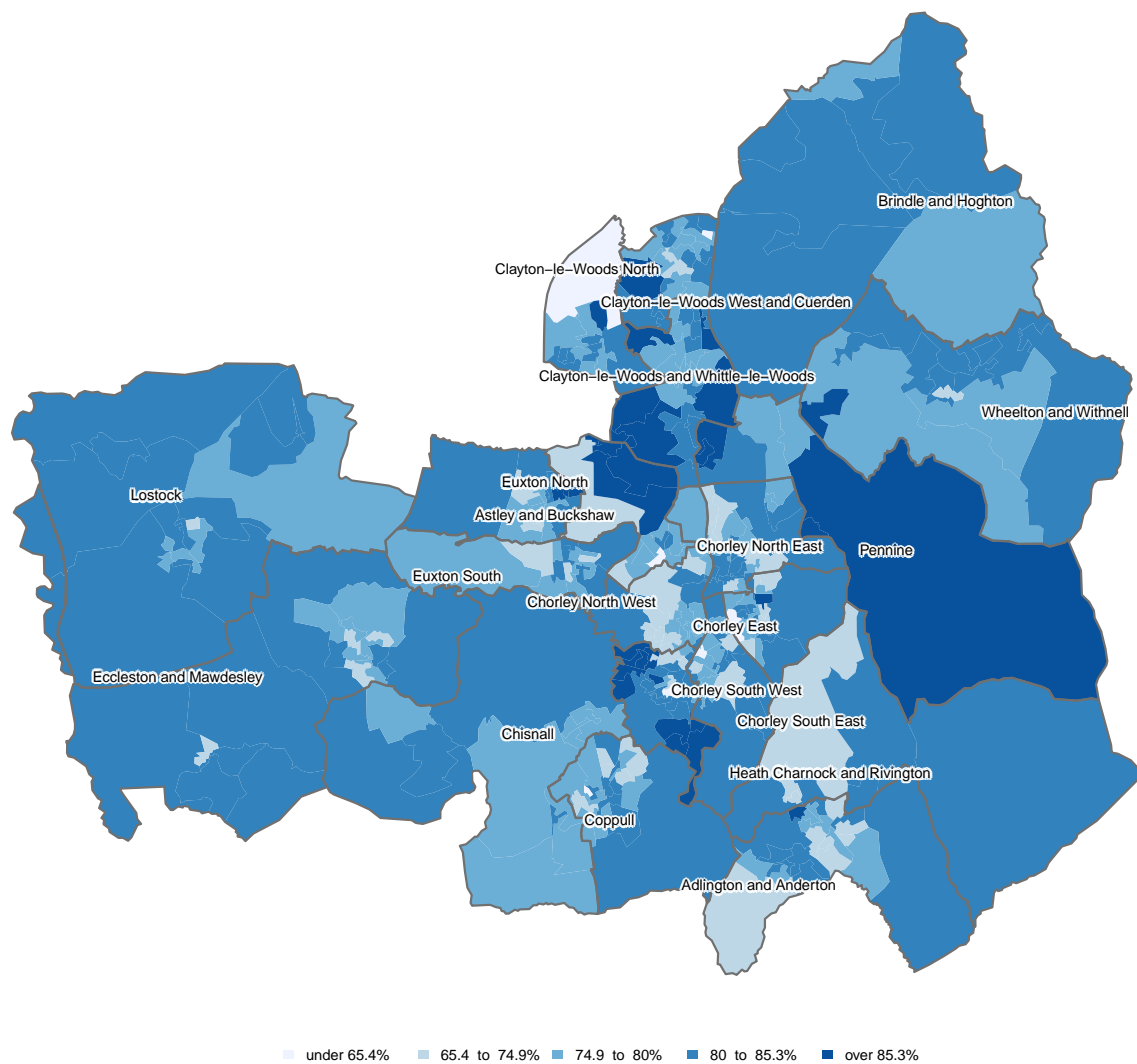 Brindle and Hoghton
Clayton–le–Woods North
Clayton–le–Woods West and Cuerden
Clayton–le–Woods and Whittle–le–Woods
Wheelton and Withnell
Euxton North
Lostock
Astley and Buckshaw
Chorley North East
Pennine
Euxton South
Chorley North West
Chorley East
Eccleston and Mawdesley
Chorley South West
Chorley South East
Chisnall
Heath Charnock and Rivington
Coppull
Adlington and Anderton
under 65.4% 65.4 to 74.9% 74.9 to 80% 80 to 85.3% over 85.3%